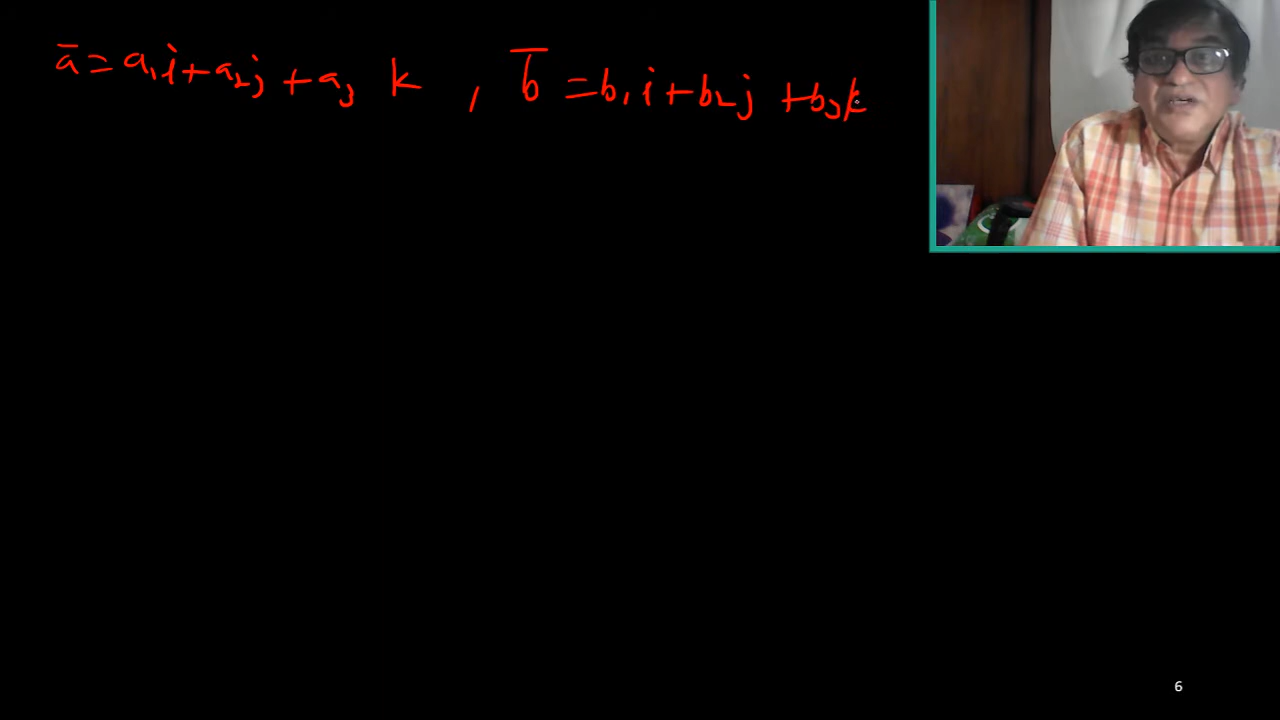 a̅ = a₁i + a₂j + a₃ k , b̅ = b₁i + b₂j + b₃k
6